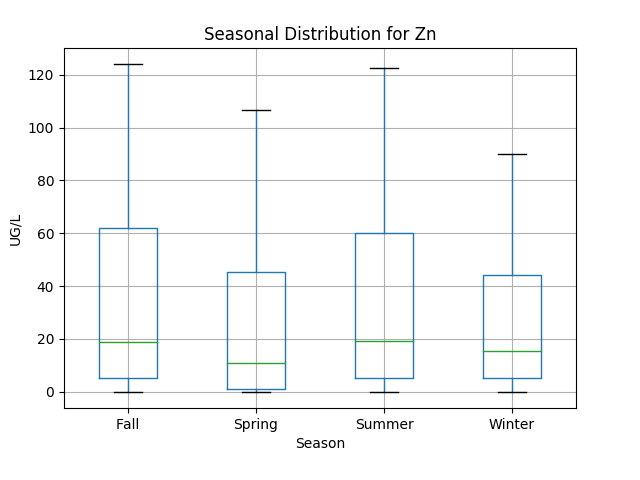 Seasonal Distribution for Zn
120
100
80
60
40
20
0
UG/L
Fall
Spring
Summer
Winter
Season